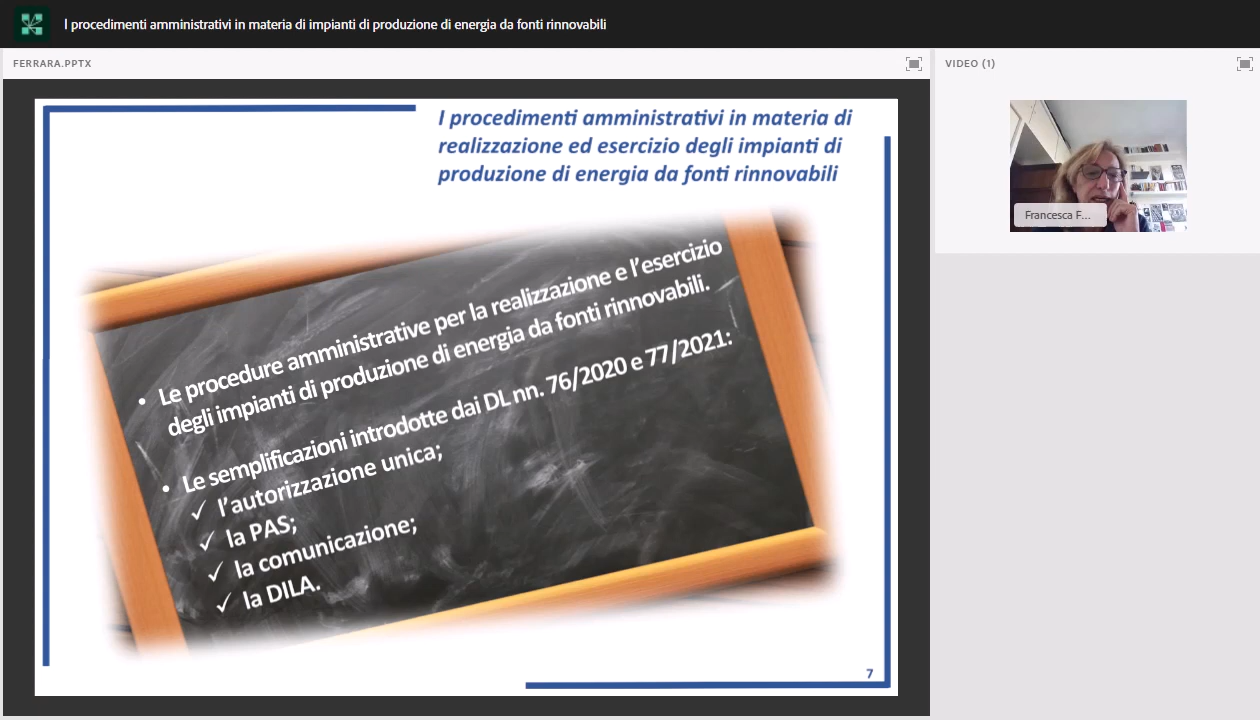 I procedimenti amministrativi in materia di impianti di produzione di energia da fonti rinnovabili
FERRARA.PPTX
I procedimenti amministrativi in materia di
realizzazione ed esercizio degli impianti di
produzione di energia da fonti rinnovabili
• Le procedure amministrative per la realizzazione e l'esercizio
degli impianti di produzione di energia da fonti rinnovabili.
• Le semplificazioni introdotte dai DL nn. 76/2020 e 77/2021:
✓ l'autorizzazione unica;
✓ la PAS;
✓ la comunicazione;
✓ la DILA.
7
VIDEO (1)
Francesca F...